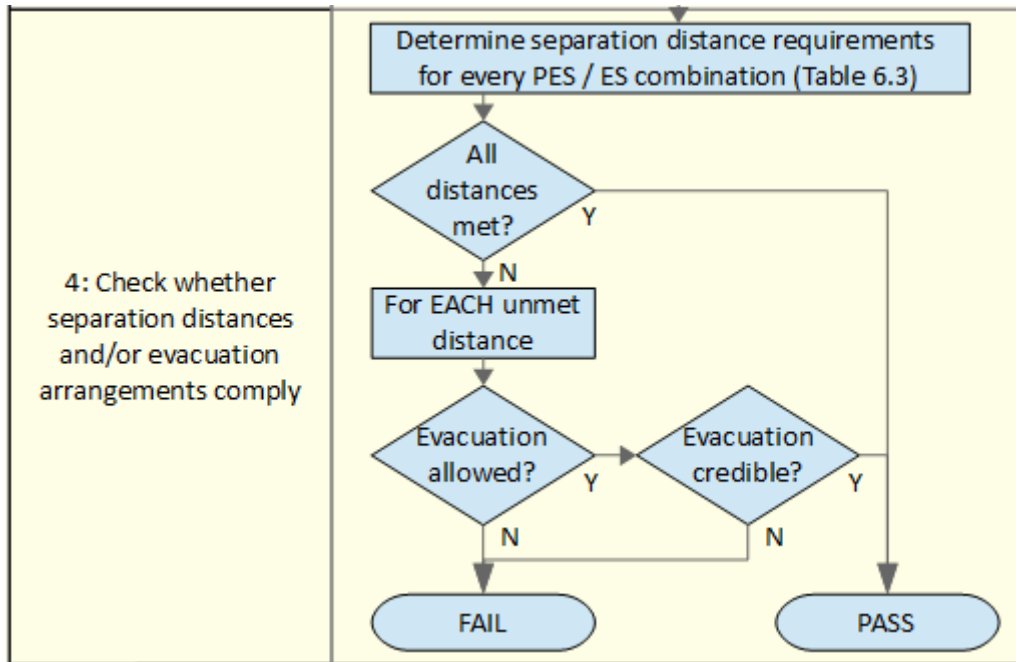 4: Check whether
separation distances
and/or evacuation
arrangements comply
Determine separation distance requirements
for every PES / ES combination (Table 6.3)
All
distances
met?
Y
N
For EACH unmet
distance
Evacuation
allowed?
Y
N
Evacuation
credible?
Y
N
FAIL
PASS